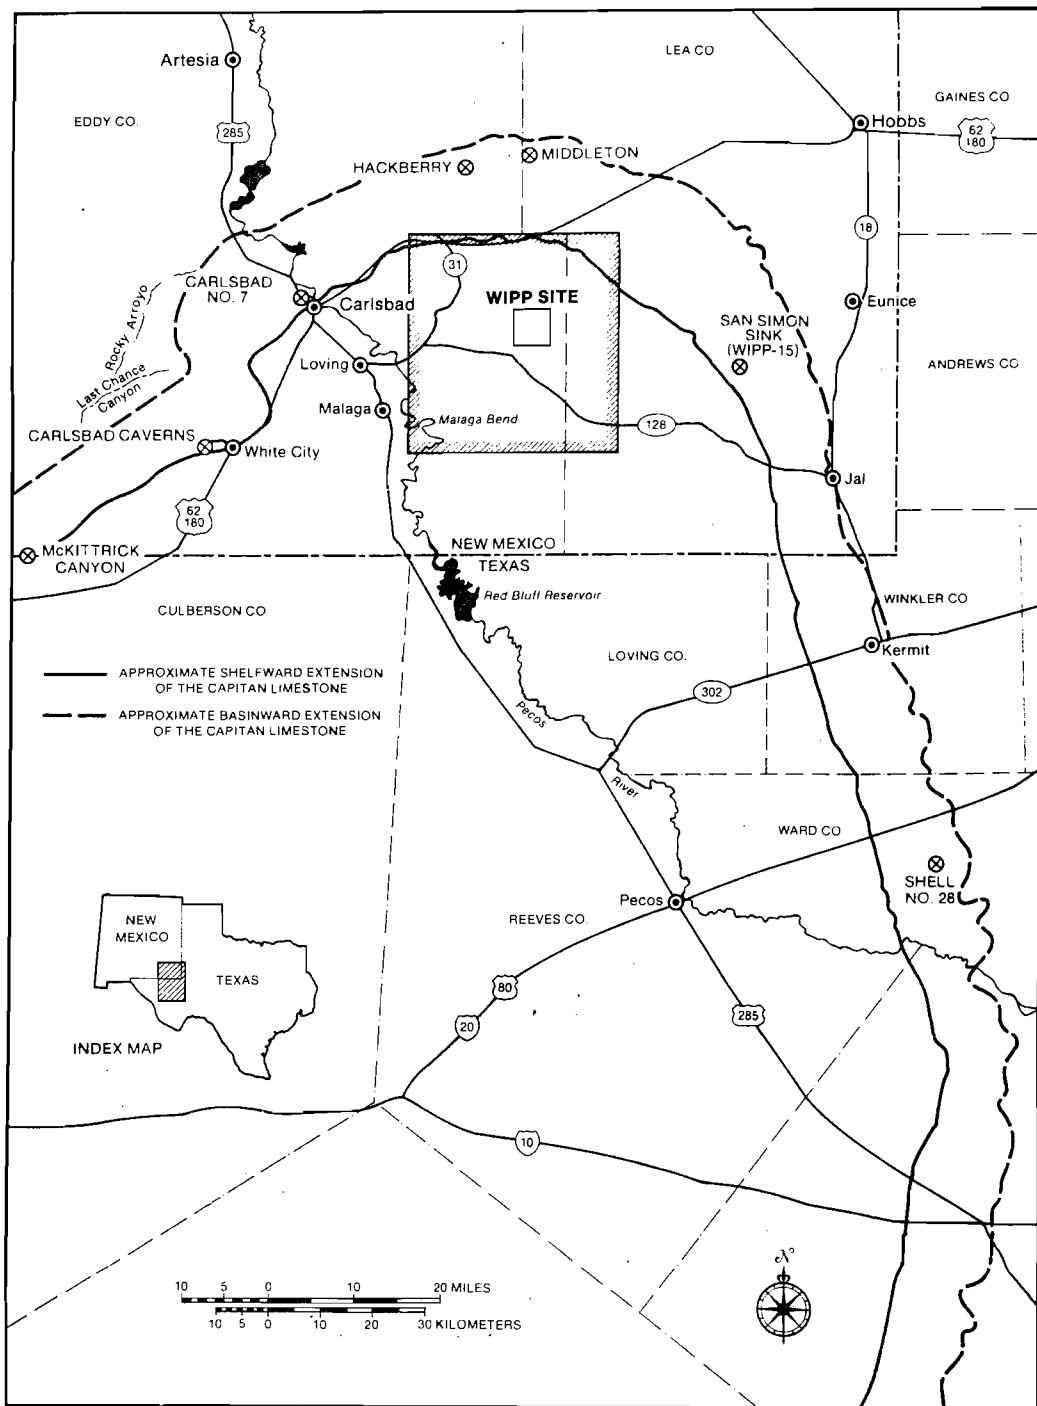 Artesia
LEA CO
GAINES CO
EDDY CO.
285
Hobbs
62
180
HACKBERRY
MIDDLETON
18
31
CARLSBAD
NO. 7
Carlsbad
WIPP SITE
Eunice
Rocky Arroyo
SAN SIMON
SINK
(WIPP-15)
Loving
ANDREWS CO
Last Chance
Canyon
Malaga
Malaga Bend
128
CARLSBAD CAVERNS
White City
Jal
62
180
McKITTRICK
CANYON
NEW MEXICO
TEXAS
Red Bluff Reservoir
CULBERSON CO
WINKLER CO
LOVING CO.
Kermit
APPROXIMATE SHELFWARD EXTENSION
OF THE CAPITAN LIMESTONE
302
Pecos
APPROXIMATE BASINWARD EXTENSION
OF THE CAPITAN LIMESTONE
River
WARD CO
SHELL
NO. 28
Pecos
REEVES CO.
NEW
MEXICO
TEXAS
80
285
20
INDEX MAP
10
N
10 5 0 10 20 MILES
10 5 0 10 20 30 KILOMETERS